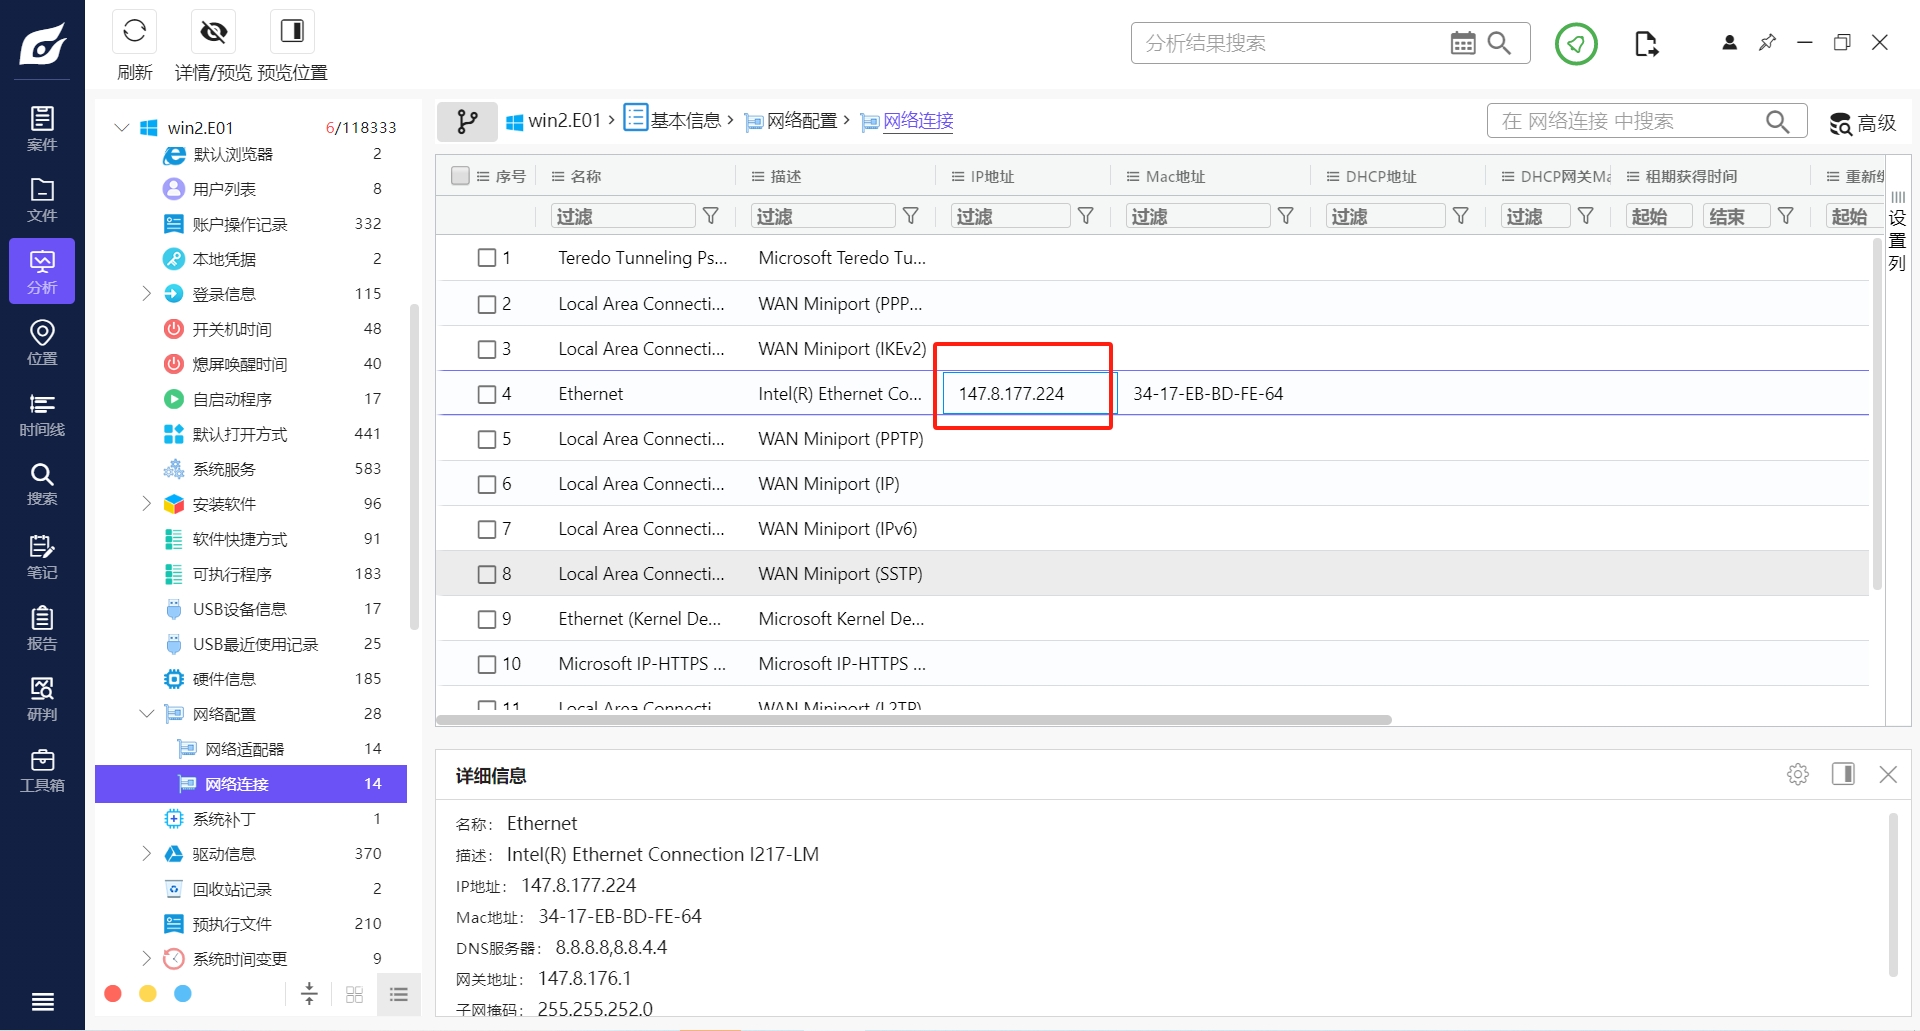 刷新
详情/预览
预览位置
分析结果搜索
案件
文件
分析
位置
时间线
搜索
笔记
报告
研判
工具箱
win2.E01 6/118333
默认浏览器 2
用户列表 8
账户操作记录 332
本地凭据 2
登录信息 115
开关机时间 48
熄屏唤醒时间 40
自启动程序 17
默认打开方式 441
系统服务 583
安装软件 96
软件快捷方式 91
可执行程序 183
USB设备信息 17
USB最近使用记录 25
硬件信息 185
网络配置 28
网络适配器 14
网络连接 14
系统补丁 1
驱动信息 370
回收站记录 2
预执行文件 210
系统时间变更 9
win2.E01 › 基本信息 › 网络配置 › 网络连接
在 网络连接 中搜索
高级
序号 名称 描述 IP地址 Mac地址 DHCP地址 DHCP网关Ma 租期获得时间 重新绑
过滤 过滤 过滤 过滤 过滤 过滤 起始 结束 起始
设置列
1 Teredo Tunneling Ps... Microsoft Teredo Tu...
2 Local Area Connecti... WAN Miniport (PPP...
3 Local Area Connecti... WAN Miniport (IKEv2)
4 Ethernet Intel(R) Ethernet Co... 147.8.177.224 34-17-EB-BD-FE-64
5 Local Area Connecti... WAN Miniport (PPTP)
6 Local Area Connecti... WAN Miniport (IP)
7 Local Area Connecti... WAN Miniport (IPv6)
8 Local Area Connecti... WAN Miniport (SSTP)
9 Ethernet (Kernel De... Microsoft Kernel De...
10 Microsoft IP-HTTPS ... Microsoft IP-HTTPS ...
11 Local Area Connecti... WAN Miniport (L2TP)
详细信息
名称： Ethernet
描述： Intel(R) Ethernet Connection I217-LM
IP地址： 147.8.177.224
Mac地址： 34-17-EB-BD-FE-64
DNS服务器： 8.8.8.8,8.8.4.4
网关地址： 147.8.176.1
子网掩码： 255.255.252.0